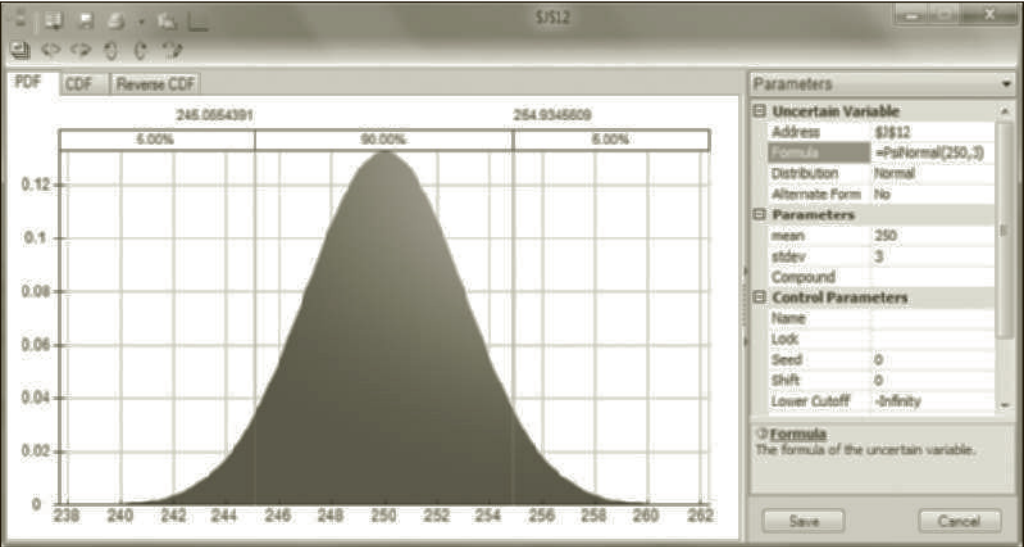 $J$12
PDF
CDF
Reverse CDF
245.0654391
254.9345609
5.00%
90.00%
5.00%
0.12
0.1
0.08
0.06
0.04
0.02
0
238
240
242
244
246
248
250
252
254
256
258
260
262
Parameters
Uncertain Variable
Address $J$12
Formula =PsiNormal(250,3)
Distribution Normal
Alternate Form No
Parameters
mean 250
stdev 3
Compound
Control Parameters
Name
Lock
Seed 0
Shift 0
Lower Cutoff -Infinity
Formula
The formula of the uncertain variable.
Save
Cancel